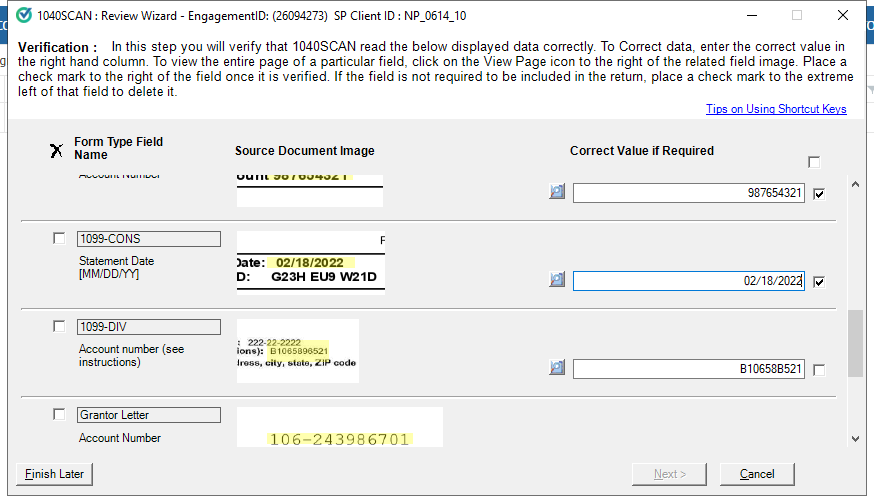 1040SCAN : Review Wizard - EngagementID: (26094273) SP Client ID : NP_0614_10
Verification : In this step you will verify that 1040SCAN read the below displayed data correctly. To Correct data, enter the correct value in
the right hand column. To view the entire page of a particular field, click on the View Page icon to the right of the related field image. Place a
check mark to the right of the field once it is verified. If the field is not required to be included in the return, place a check mark to the extreme
left of that field to delete it.
Tips on Using Shortcut Keys
X Form Type Field
Name
Source Document Image
Correct Value if Required
Account Number
ount 987654321
987654321
1099-CONS
Statement Date
[MM/DD/YY]
Date: 02/18/2022
D: G23H EU9 W21D
02/18/2022
1099-DIV
Account number (see
instructions)
: 222-22-2222
ions): B1065896521
iress, city, state, ZIP code
B10658B521
Grantor Letter
Account Number
106-243986701
Finish Later
Next >
Cancel